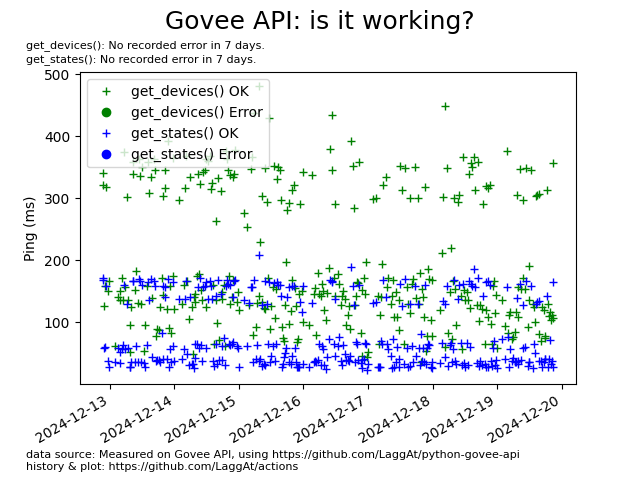 Govee API: is it working?
get_devices(): No recorded error in 7 days.
get_states(): No recorded error in 7 days.
500
400
300
200
100
Ping (ms)
get_devices() OK
get_devices() Error
get_states() OK
get_states() Error
2024-12-13
2024-12-14
2024-12-15
2024-12-16
2024-12-17
2024-12-18
2024-12-19
2024-12-20
data source: Measured on Govee API, using https://github.com/LaggAt/python-govee-api
history & plot: https://github.com/LaggAt/actions